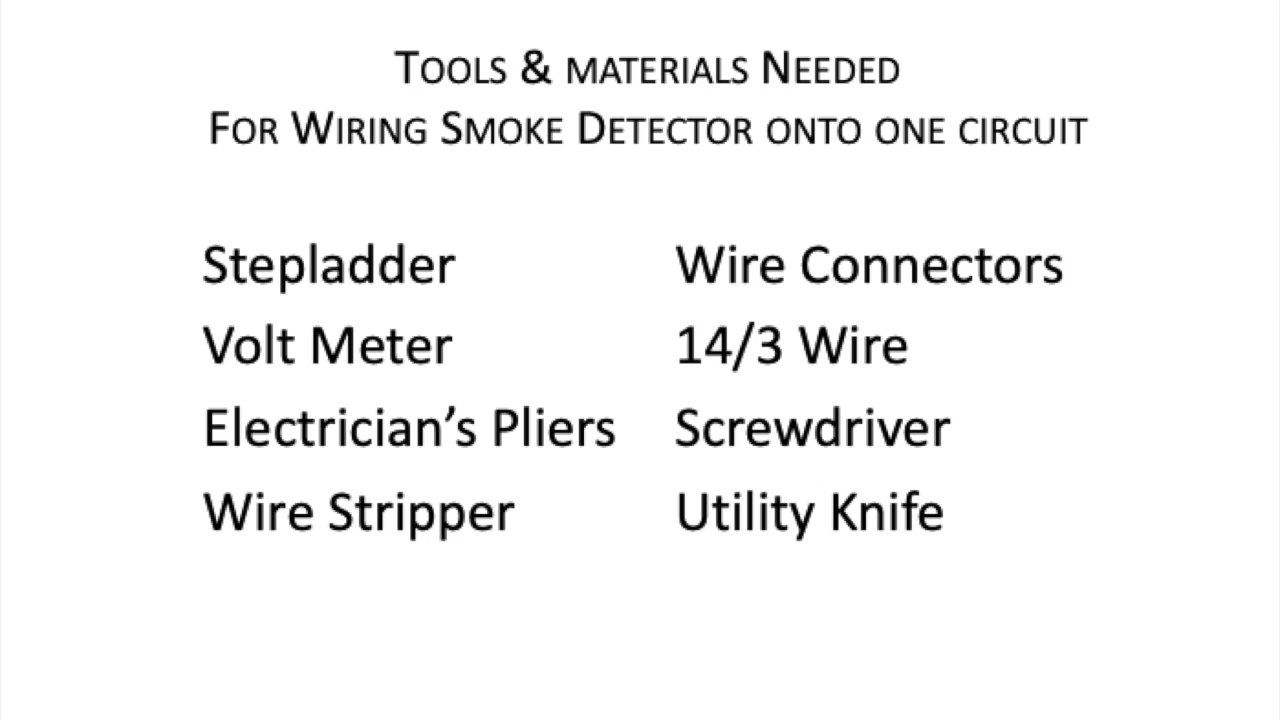 Tools & materials Needed
For Wiring Smoke Detector onto one circuit
Stepladder
Volt Meter
Electrician’s Pliers
Wire Stripper
Wire Connectors
14/3 Wire
Screwdriver
Utility Knife